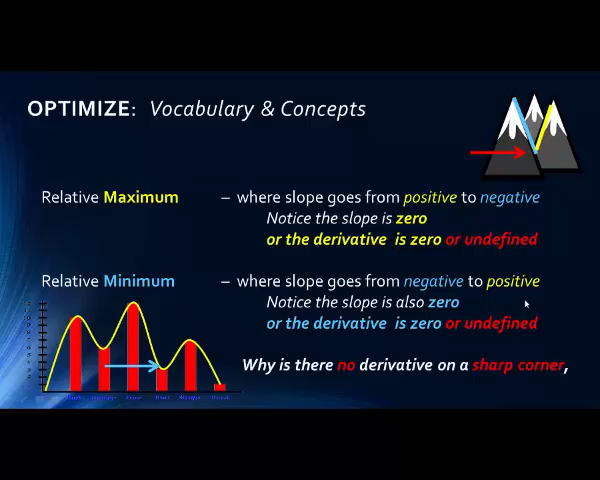 OPTIMIZE: Vocabulary & Concepts
Relative Maximum – where slope goes from positive to negative
Notice the slope is zero
or the derivative is zero or undefined
Relative Minimum – where slope goes from negative to positive
Notice the slope is also zero
or the derivative is zero or undefined
Why is there no derivative on a sharp corner,